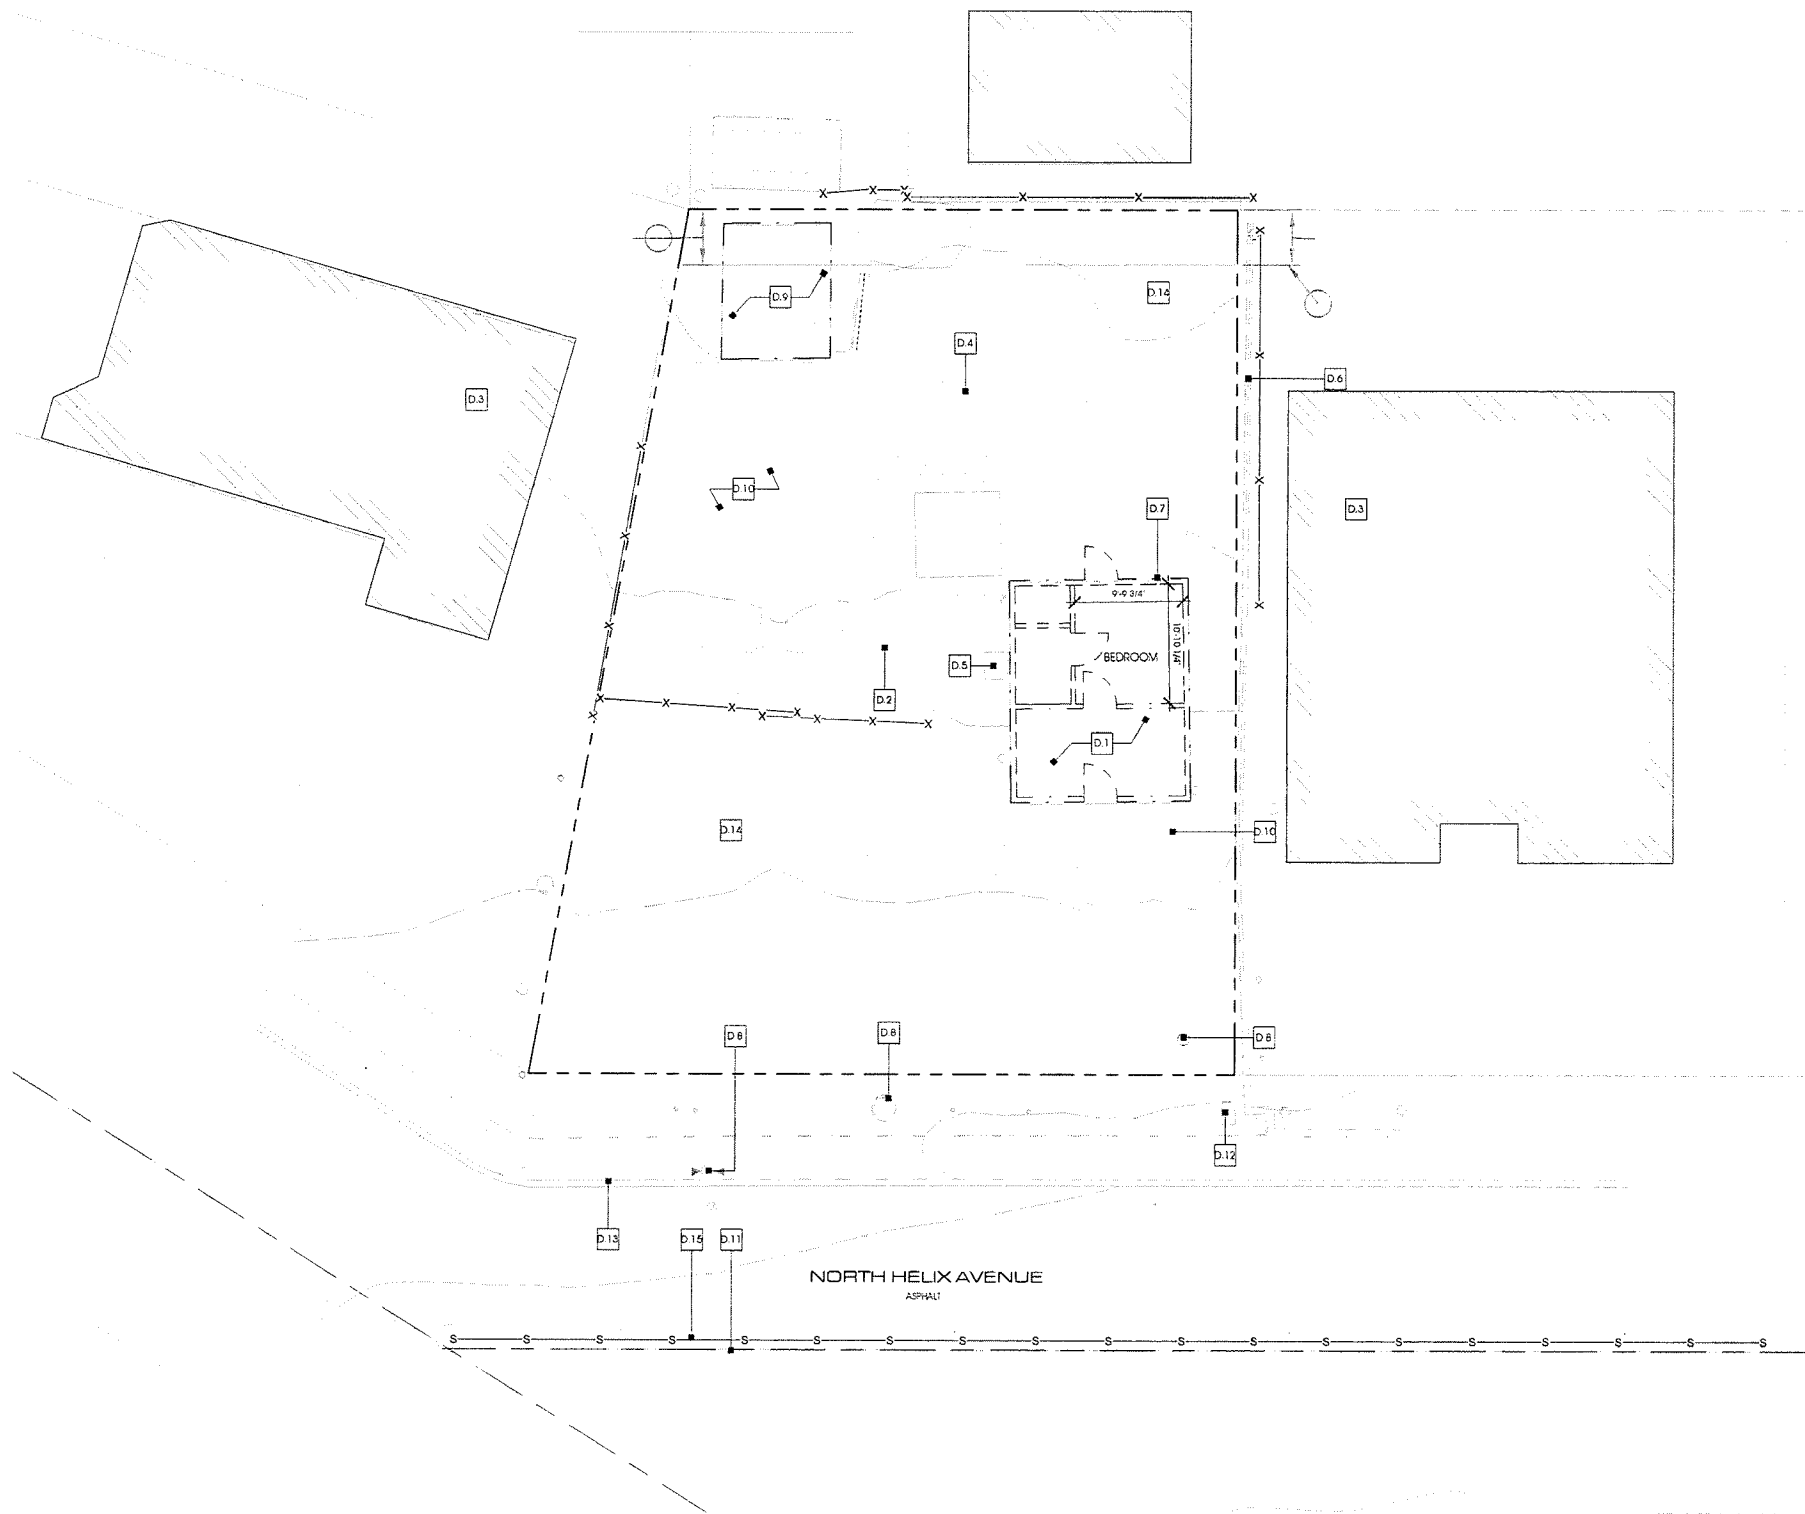 D.9
D.14
D.4
D.6
D.3
D.10
D.7
D.3
9'-9 3/4"
10'-10 1/4"
BEDROOM
D.5
D.2
D.1
D.14
D.10
D.8
D.8
D.8
D.12
D.13
D.15
D.11
NORTH HELIX AVENUE
ASPHALT
X X X X X X X
X X X X
X X X X X
X X X X X X X X
S S S S S S S S S S S S S S S S S S S